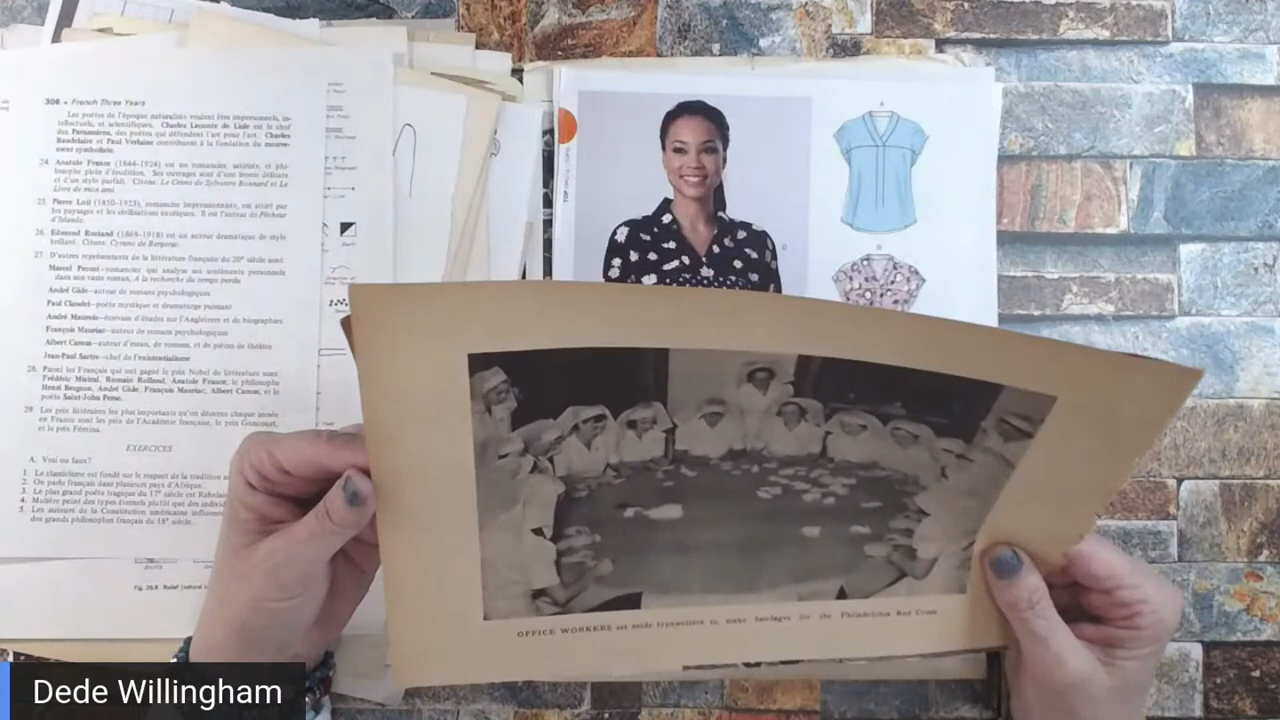 308 • French Three Years
Les poètes de l'époque naturaliste veulent être impersonnels, in-
tellectuels, et scientifiques. Charles Leconte de Lisle est le chef
des Parnassiens, des poètes qui défendent l'art pour l'art. Charles
Baudelaire et Paul Verlaine contribuent à la fondation du mouve-
ment symboliste.
24. Anatole France (1844-1924) est un romancier, satiriste, et phi-
losophe plein d'érudition. Ses ouvrages sont d'une ironie délicate
et d'un style parfait. Citons: Le Crime de Sylvestre Bonnard et Le
Livre de mon ami.
25. Pierre Loti (1850-1923), romancier impressionniste, est attiré par
les paysages et les civilisations exotiques. Il est l'auteur de Pêcheur
d'Islande.
26. Edmond Rostand (1868-1918) est un auteur dramatique de style
brillant. Citons: Cyrano de Bergerac.
27. D'autres représentants de la littérature française du 20e siècle sont:
Marcel Proust—romancier qui analyse ses sentiments personnels
dans son vaste roman, A la recherche du temps perdu
André Gide—auteur de romans psychologiques
Paul Claudel—poète mystique et dramaturge puissant
André Maurois—écrivain d'études sur l'Angleterre et de biographies
François Mauriac—auteur de romans psychologiques
Albert Camus—auteur d'essais, de romans, et de pièces de théâtre
Jean-Paul Sartre—chef de l'existentialisme
28. Parmi les Français qui ont gagné le prix Nobel de littérature sont:
Frédéric Mistral, Romain Rolland, Anatole France, le philosophe
Henri Bergson, André Gide, François Mauriac, Albert Camus, et le
poète Saint-John Perse.
29. Les prix littéraires les plus importants qu'on décerne chaque année
en France sont les prix de l'Académie française, le prix Goncourt,
et le prix Fémina.
EXERCICES
A. Vrai ou faux?
1. Le classicisme est fondé sur le respect de la tradition
2. On parle français dans plusieurs pays d'Afrique.
3. Le plus grand poète tragique du 17e siècle est Rabelais
4. Molière peint des types éternels plutôt que des
5. Les auteurs de la Constitution américaine
des grands philosophes français du 18e siècle.
Fig. 26.8 Relief (natural
TOP
A
D
OFFICE WORKERS set aside typewriters to make bandages for the Philadelphia Red Cross.
Dede Willingham